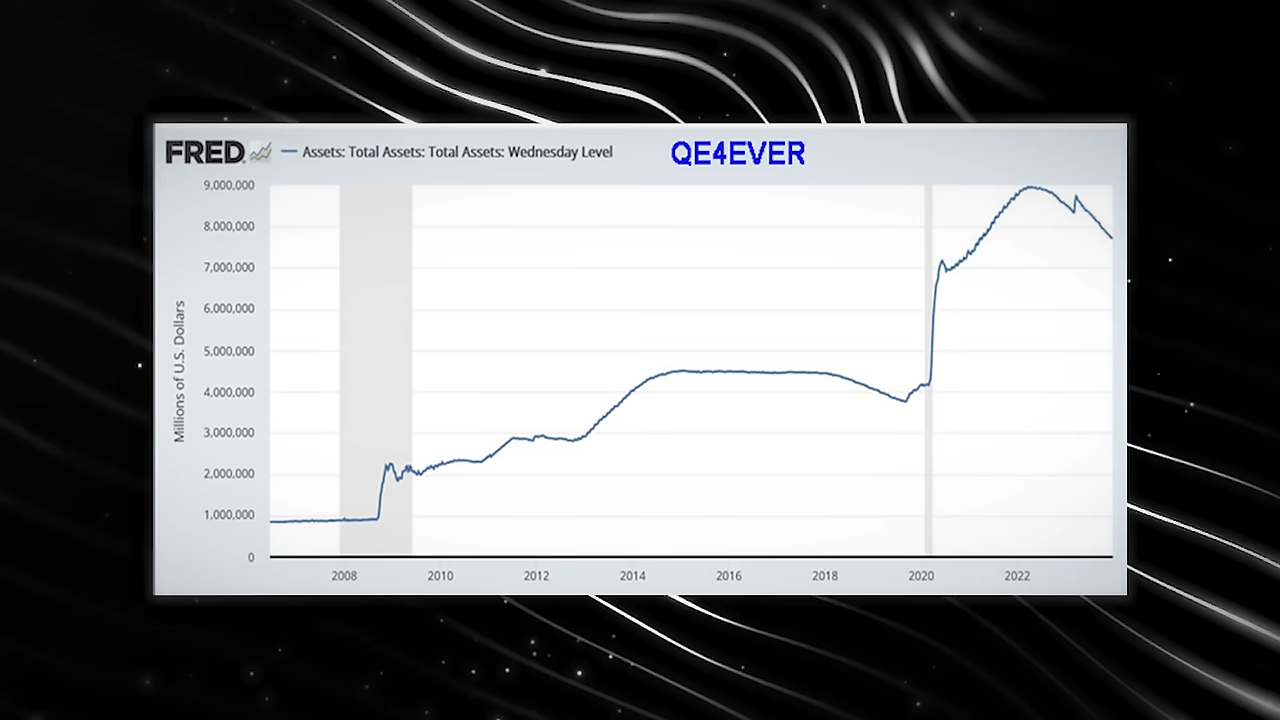 FRED
Assets: Total Assets: Total Assets: Wednesday Level
QE4EVER
9,000,000
8,000,000
7,000,000
6,000,000
5,000,000
4,000,000
3,000,000
2,000,000
1,000,000
0
Millions of U.S. Dollars
2008 2010 2012 2014 2016 2018 2020 2022